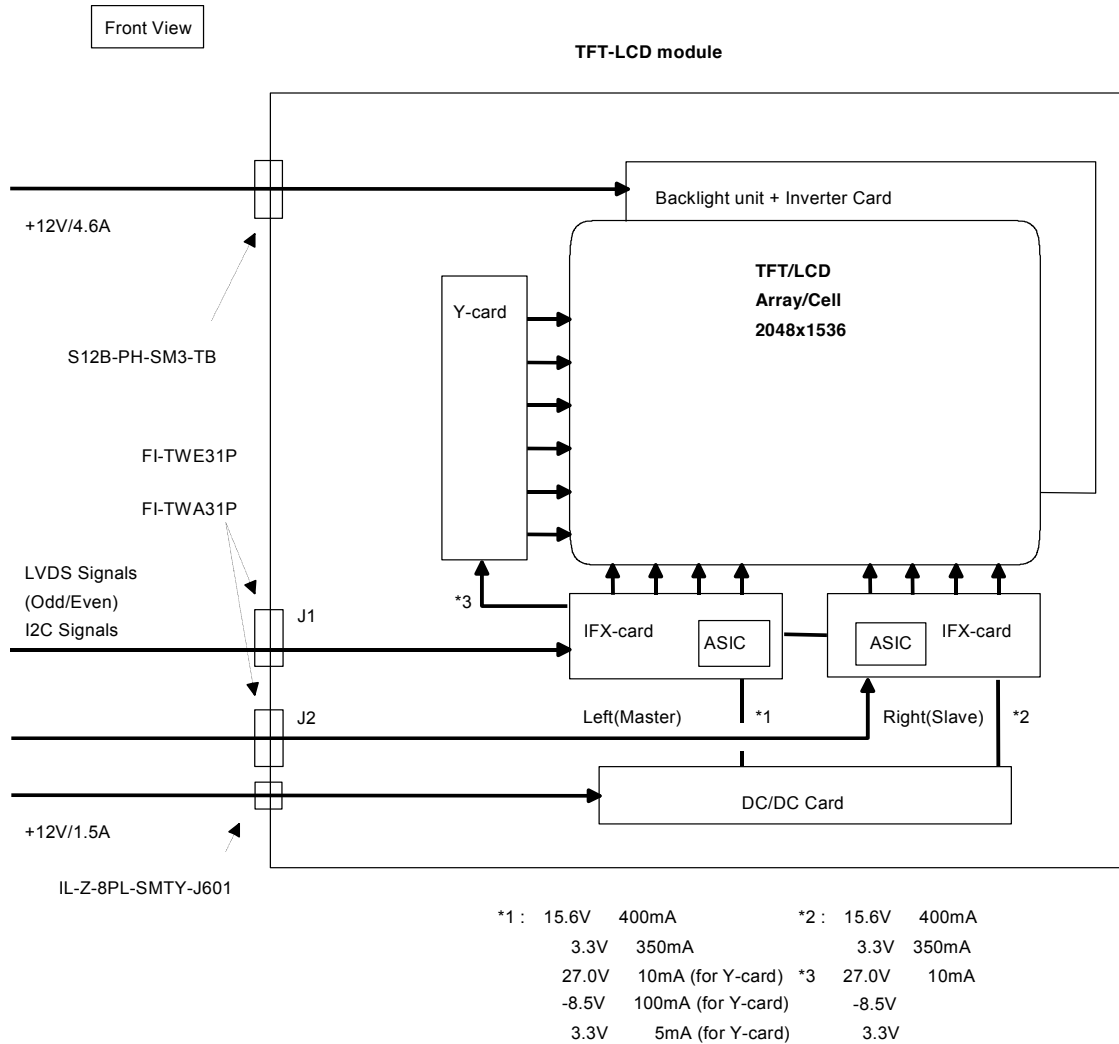 Front View
TFT-LCD module
Backlight unit + Inverter Card
+12V/4.6A
TFT/LCD
Array/Cell
2048x1536
Y-card
S12B-PH-SM3-TB
FI-TWE31P
FI-TWA31P
LVDS Signals
(Odd/Even)
I2C Signals
J1
*3
IFX-card
ASIC
ASIC
IFX-card
J2
Left(Master)
*1
Right(Slave)
*2
DC/DC Card
+12V/1.5A
IL-Z-8PL-SMTY-J601
*1 : 15.6V 400mA *2 : 15.6V 400mA
3.3V 350mA 3.3V 350mA
27.0V 10mA (for Y-card) *3 27.0V 10mA
-8.5V 100mA (for Y-card) -8.5V
3.3V 5mA (for Y-card) 3.3V